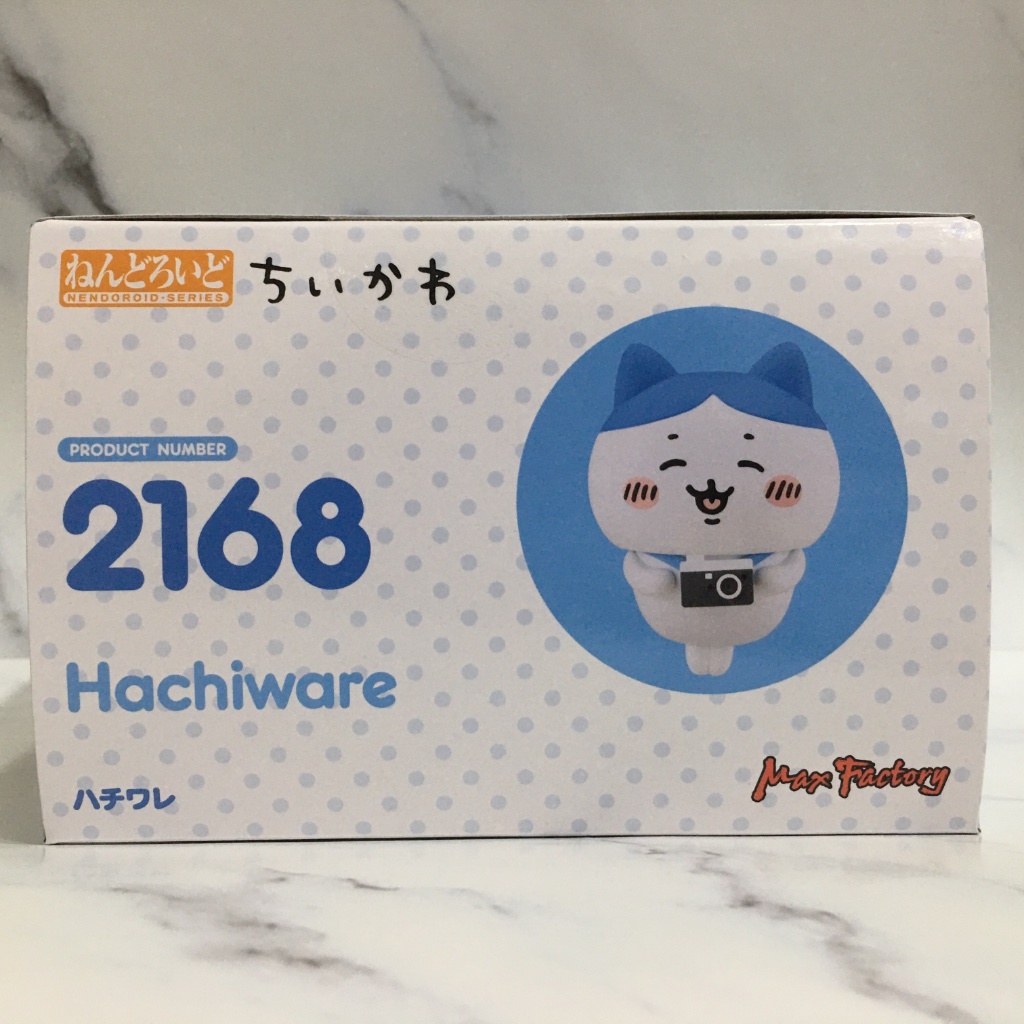 ねんどろいど
NENDOROID·SERIES
ちいかわ
PRODUCT NUMBER
2168
Hachiware
ハチワレ
Max Factory